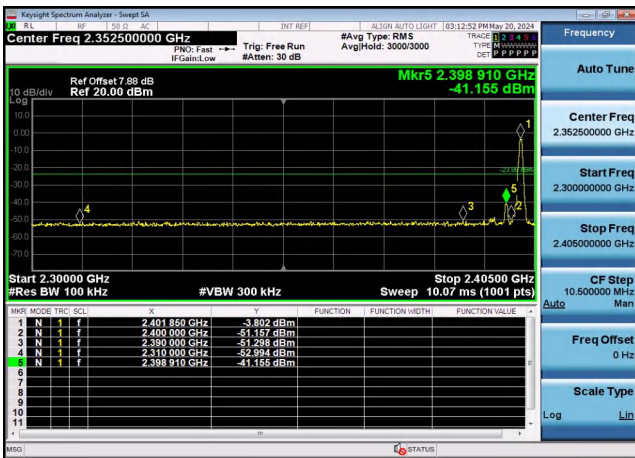 Keysight Spectrum Analyzer - Swept SA
RL RF 50 Ω AC INT REF ALIGN AUTO LIGHT 03:12:52 PM May 20, 2024
Center Freq 2.352500000 GHz
PNO: Fast
IFGain:Low
Trig: Free Run
#Atten: 30 dB
#Avg Type: RMS
Avg|Hold: 3000/3000
TRACE 1 2 3 4 5 6
TYPE M W W W W W
DET P P P P P P
Frequency
Auto Tune
Center Freq
2.352500000 GHz
Start Freq
2.300000000 GHz
Stop Freq
2.405000000 GHz
CF Step
10.500000 MHz
Auto Man
Freq Offset
0 Hz
Scale Type
Log Lin
Ref Offset 7.88 dB
10 dB/div Ref 20.00 dBm
Log
Mkr5 2.398 910 GHz
-41.155 dBm
10.0
0.00
-10.0
-20.0
-30.0
-40.0
-50.0
-60.0
-70.0
1
5
2
3
4
Start 2.30000 GHz Stop 2.40500 GHz
#Res BW 100 kHz #VBW 300 kHz Sweep 10.07 ms (1001 pts)
MKR MODE TRC SCL X Y FUNCTION FUNCTION WIDTH FUNCTION VALUE
1 N 1 f 2.401 850 GHz -3.802 dBm
2 N 1 f 2.400 000 GHz -51.157 dBm
3 N 1 f 2.390 000 GHz -51.298 dBm
4 N 1 f 2.310 000 GHz -52.994 dBm
5 N 1 f 2.398 910 GHz -41.155 dBm
6
7
8
9
10
11
MSG STATUS